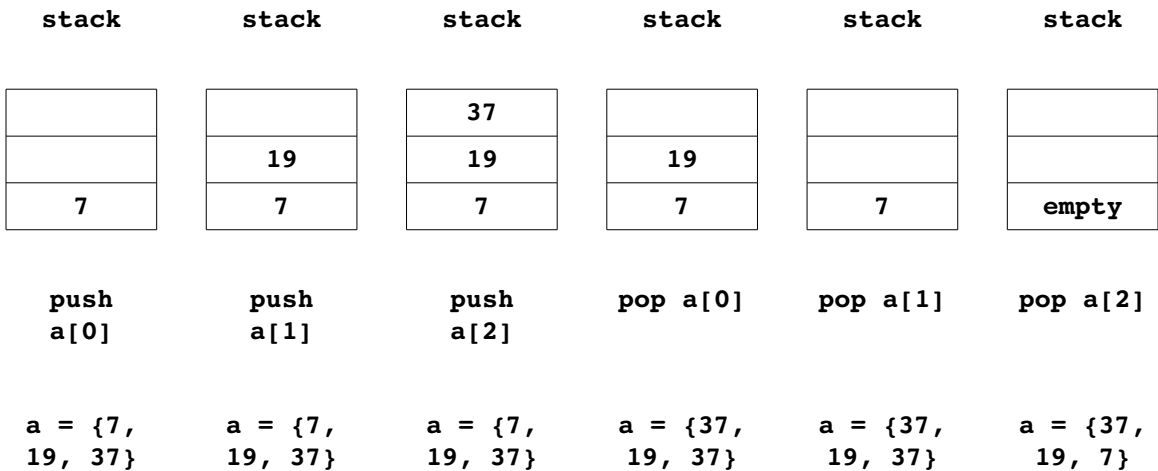 stack stack stack stack stack stack
37
19 19 19
7 7 7 7 7 empty
push push push pop a[0] pop a[1] pop a[2]
a[0] a[1] a[2]
a = {7, a = {7, a = {7, a = {37, a = {37, a = {37,
19, 37} 19, 37} 19, 37} 19, 37} 19, 37} 19, 7}